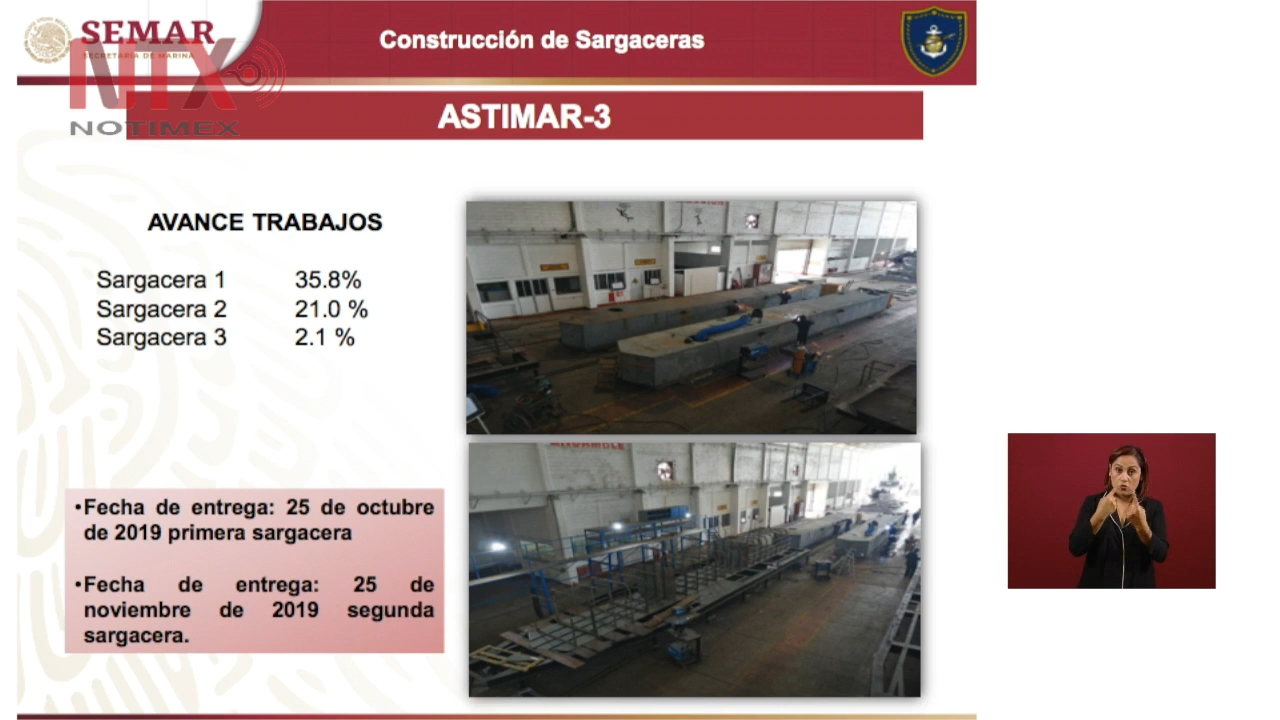 SEMAR
SECRETARÍA DE MARINA
NTX
NOTIMEX
Construcción de Sargaceras
ASTIMAR-3
AVANCE TRABAJOS
Sargacera 1 35.8%
Sargacera 2 21.0 %
Sargacera 3 2.1 %
•Fecha de entrega: 25 de octubre
de 2019 primera sargacera
•Fecha de entrega: 25 de
noviembre de 2019 segunda
sargacera.